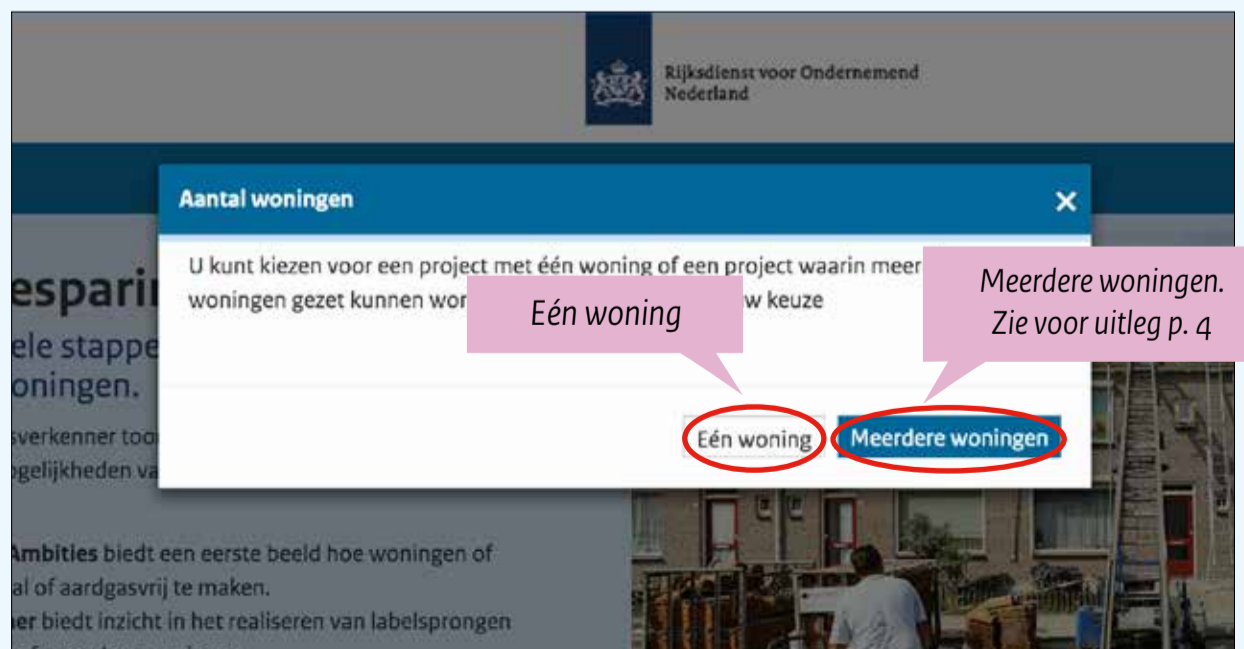 Rijksdienst voor Ondernemend
Nederland
Aantal woningen
U kunt kiezen voor een project met één woning of een project waarin meer
woningen gezet kunnen wor w keuze
Eén woning
Meerdere woningen.
Zie voor uitleg p. 4
Eén woning
Meerdere woningen
esparin
ele stappe
oningen.
sverkenner too
ogelijkheden va
Ambities biedt een eerste beeld hoe woningen of
al of aardgasvrij te maken.
er biedt inzicht in het realiseren van labelsprongen